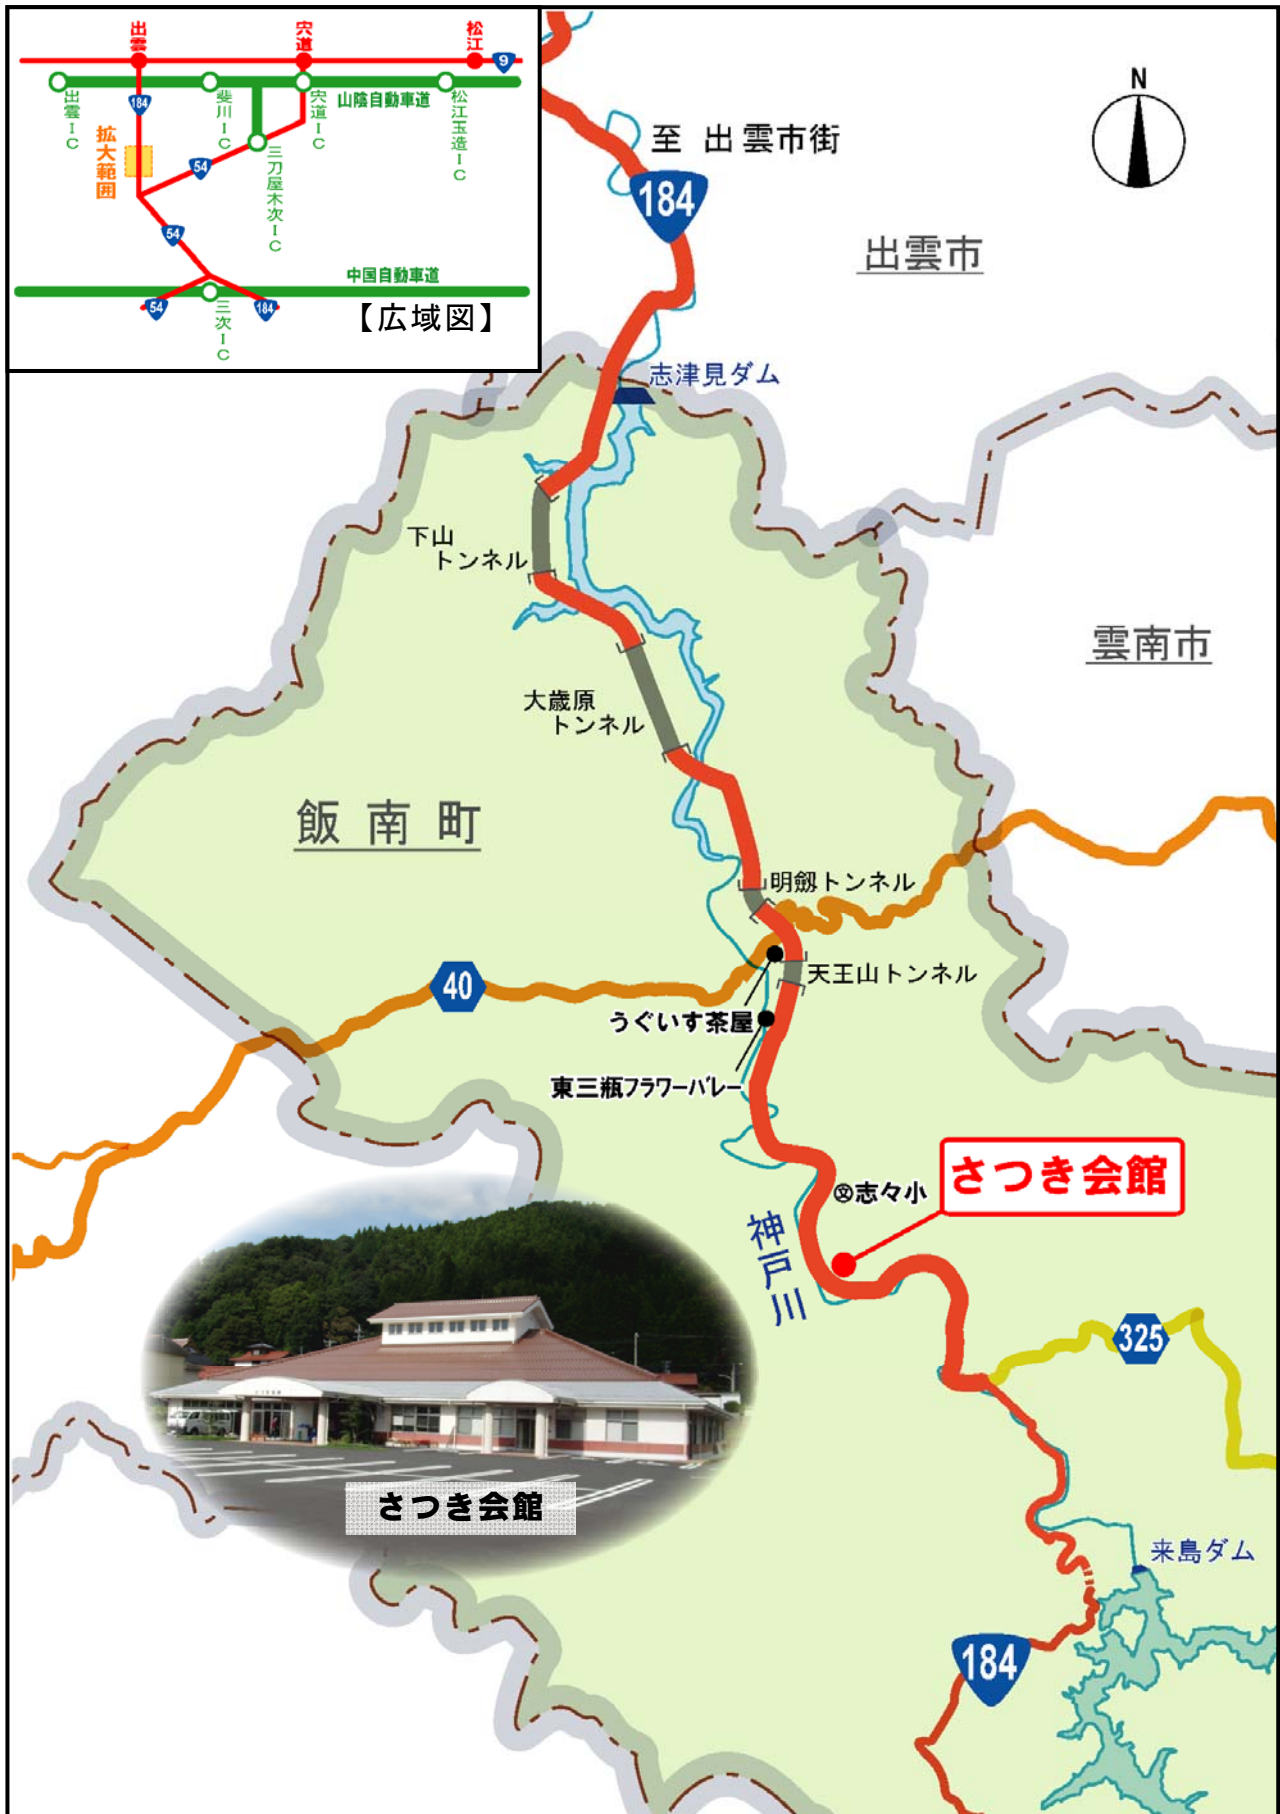 出雲
宍道
松江
9
出雲IC
184
斐川IC
宍道IC
山陰自動車道
松江玉造IC
拡大範囲
54
三刀屋木次IC
54
中国自動車道
54
三次IC
184
【広域図】
N
至 出雲市街
184
出雲市
志津見ダム
下山
トンネル
雲南市
大歳原
トンネル
飯南町
明剱トンネル
40
天王山トンネル
うぐいす茶屋
東三瓶フラワーバレー
さつき会館
文志々小
神戸川
325
さつき会館
来島ダム
184